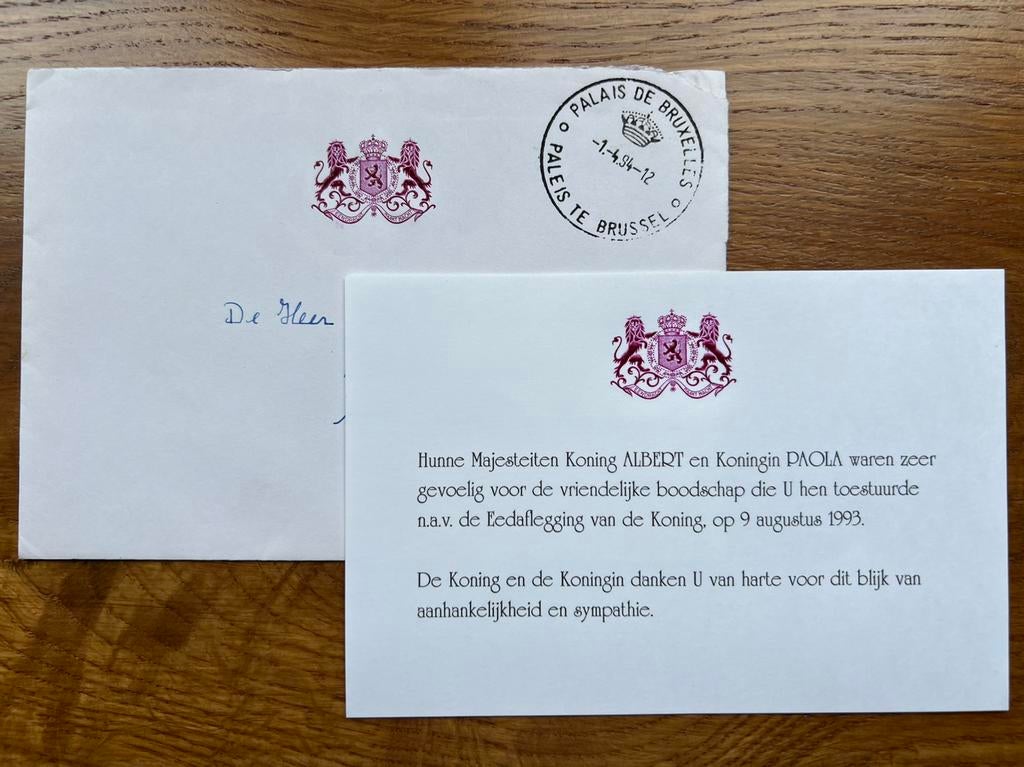 PALAIS DE BRUXELLES
-1.-4.94-12
PALEIS TE BRUSSEL
De Heer
Hunne Majesteiten Koning ALBERT en Koningin PAOLA waren zeer
gevoelig voor de vriendelijke boodschap die U hen toestuurde
n.a.v. de Eedaflegging van de Koning, op 9 augustus 1993.
De Koning en de Koningin danken U van harte voor dit blijk van
aanhankelijkheid en sympathie.